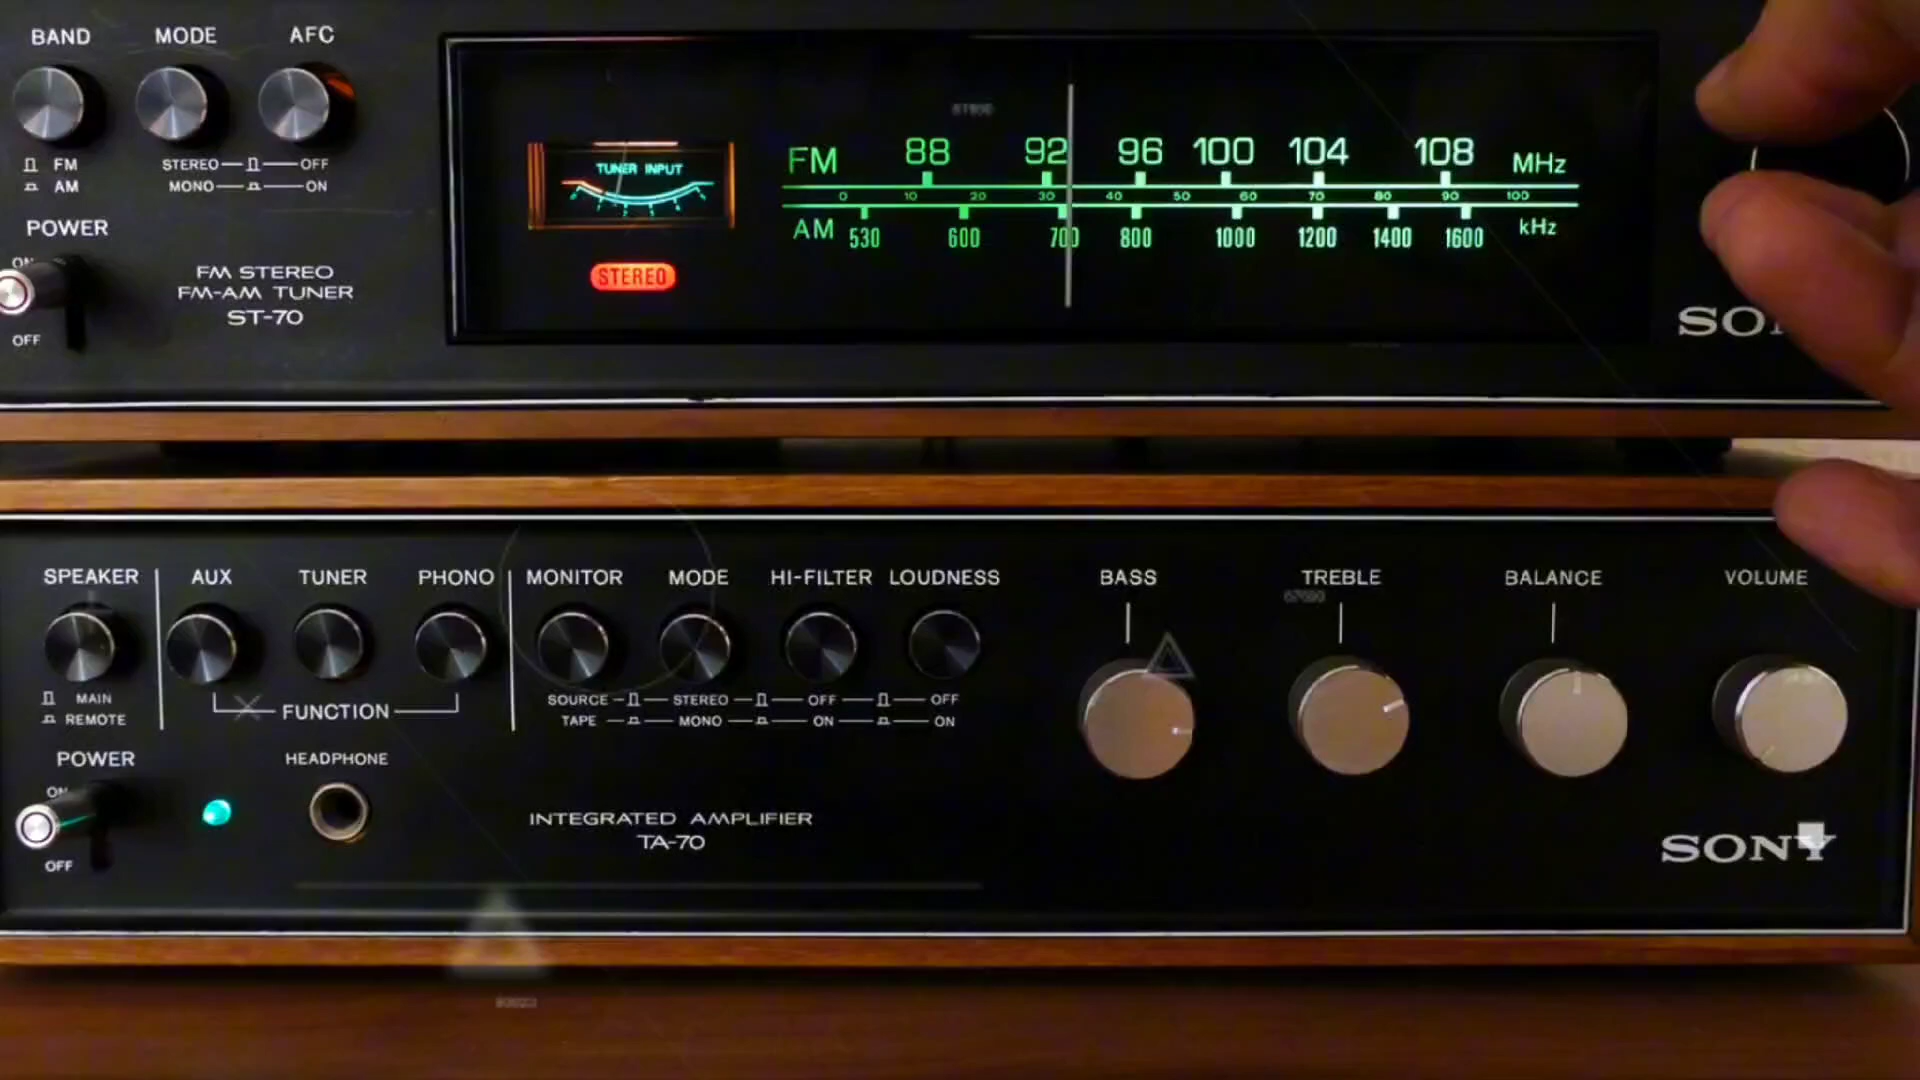 BAND MODE AFC
FM STEREO OFF
AM MONO ON
POWER
ON
OFF
FM STEREO
FM-AM TUNER
ST-70
TUNER INPUT
STEREO
FM 88 92 96 100 104 108 MHz
0 10 20 30 40 50 60 70 80 90 100
AM 530 600 700 800 1000 1200 1400 1600 kHz
SPEAKER AUX TUNER PHONO MONITOR MODE HI-FILTER LOUDNESS BASS TREBLE BALANCE VOLUME
MAIN SOURCE STEREO OFF OFF
REMOTE FUNCTION TAPE MONO ON ON
POWER HEADPHONE
ON
OFF
INTEGRATED AMPLIFIER
TA-70
SONY